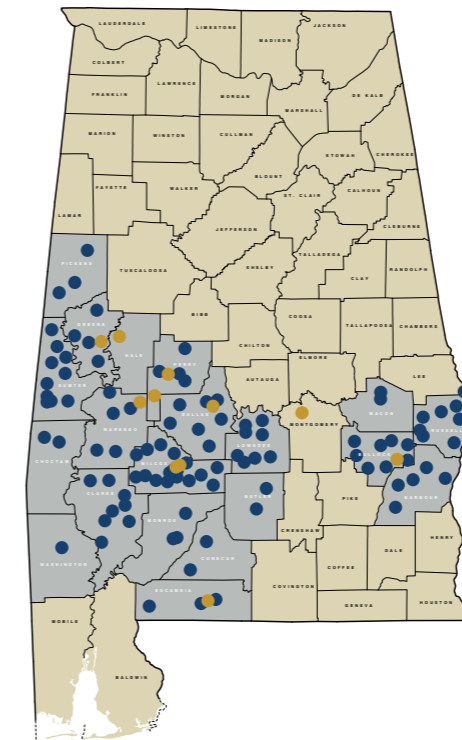 LAUDERDALE
LIMESTONE
MADISON
JACKSON
COLBERT
FRANKLIN
LAWRENCE
MORGAN
MARSHALL
DE KALB
MARION
WINSTON
CULLMAN
ETOWAH
CHEROKEE
BLOUNT
FAYETTE
WALKER
CALHOUN
ST. CLAIR
LAMAR
JEFFERSON
CLEBURNE
PICKENS
TUSCALOOSA
SHELBY
TALLADEGA
CLAY
RANDOLPH
BIBB
GREENE
COOSA
TALLAPOOSA
CHAMBERS
HALE
CHILTON
ELMORE
PERRY
AUTAUGA
LEE
SUMTER
DALLAS
MACON
MONTGOMERY
RUSSELL
MARENGO
LOWNDES
BULLOCK
CHOCTAW
WILCOX
CLARKE
BUTLER
PIKE
BARBOUR
MONROE
CRENSHAW
HENRY
CONECUH
DALE
WASHINGTON
COFFEE
COVINGTON
ESCAMBIA
GENEVA
HOUSTON
MOBILE
BALDWIN